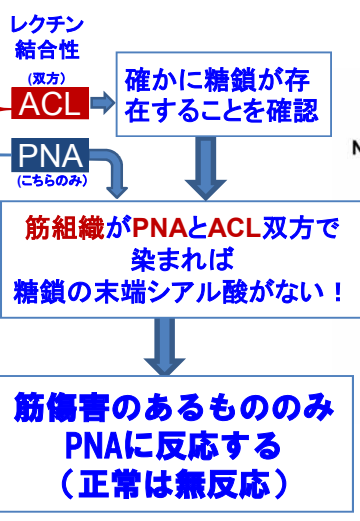 レクチン
結合性
(双方)
ACL
確かに糖鎖が存
在することを確認
PNA
(こちらのみ)
筋組織がPNAとACL双方で
染まれば
糖鎖の末端シアル酸がない！
筋傷害のあるもののみ
PNAに反応する
（正常は無反応）